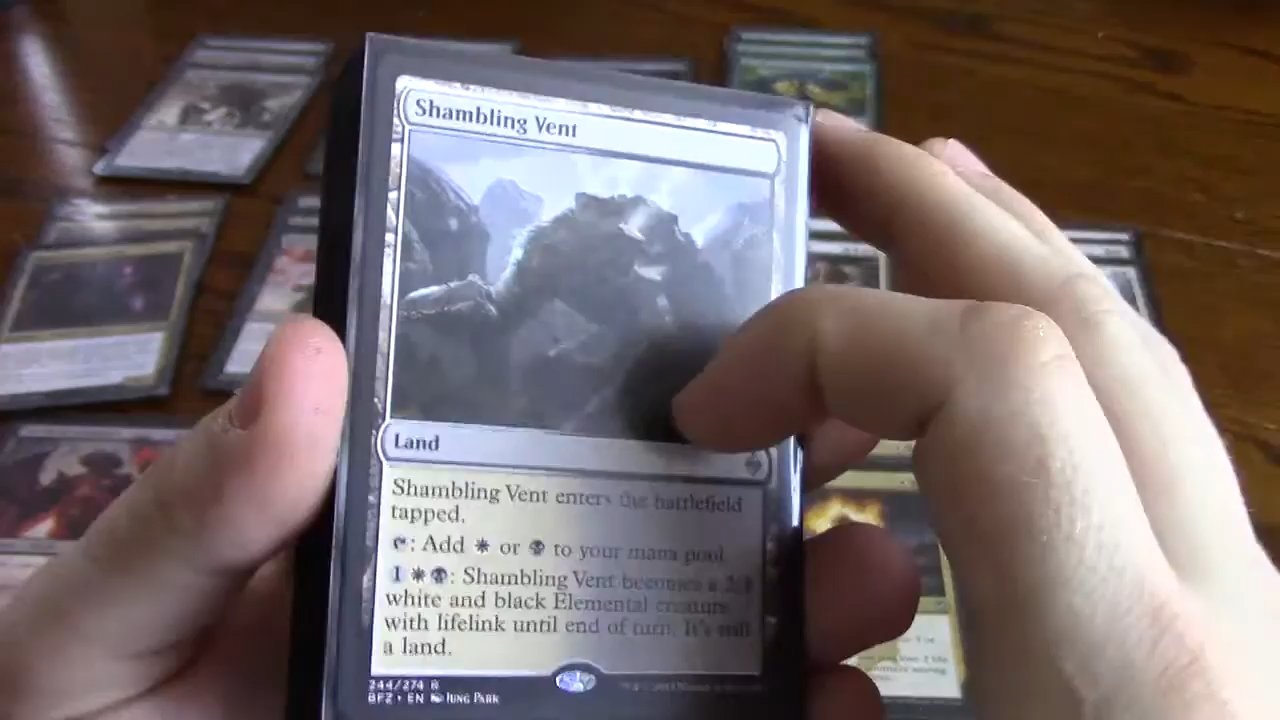 Shambling Vent
Land
Shambling Vent enters the battlefield
tapped.
: Add or to your mana pool
1 : Shambling Vent becomes a 2/3
white and black Elemental creature
with lifelink until end of turn. It's still
a land.
244/274 R
BFZ • EN Jung Park